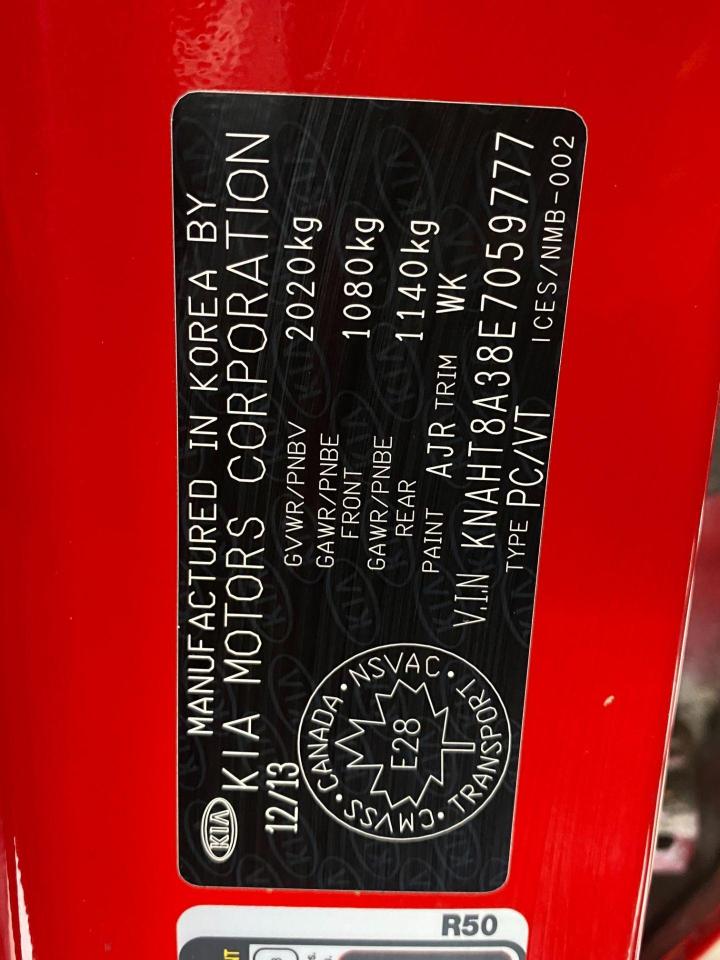 MANUFACTURED IN KOREA BY
KIA KIA MOTORS CORPORATION
12/13
GVWR/PNBV 2020kg
GAWR/PNBE FRONT 1080kg
GAWR/PNBE REAR 1140kg
PAINT AJR TRIM WK
V.I.N KNAHT8A38E7059777
TYPE PC/VT
ICES/NMB-002
CANADA • NSVAC • TRANSPORT • CMVSS •
E28
R50